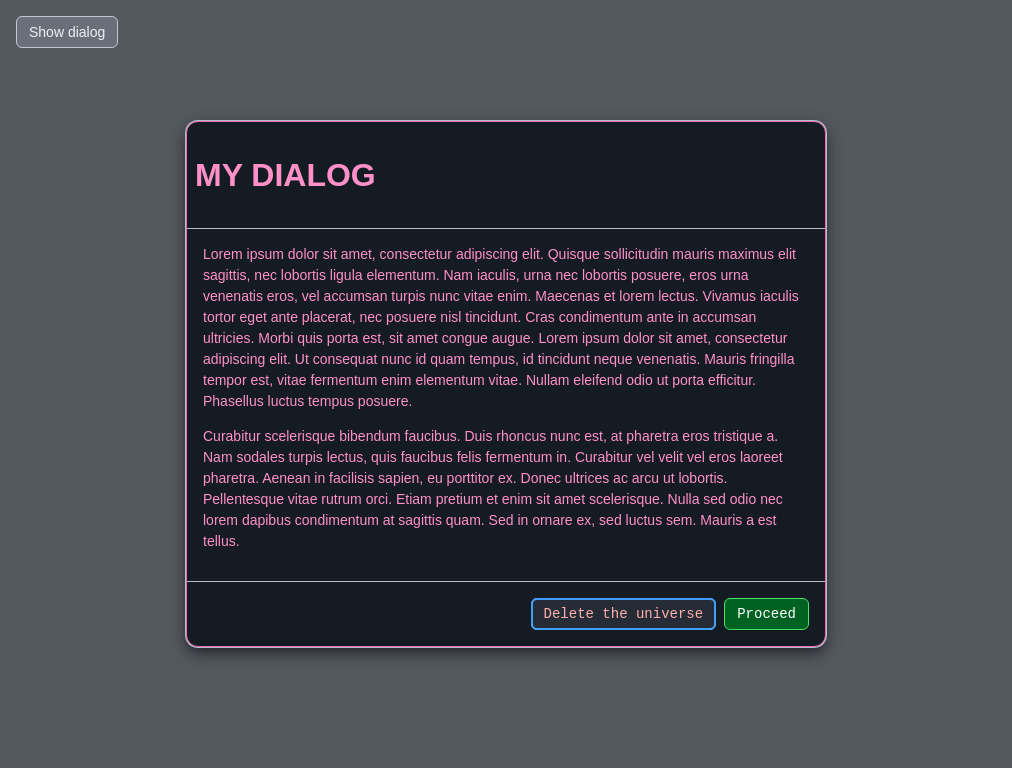 Show dialog
MY DIALOG
Lorem ipsum dolor sit amet, consectetur adipiscing elit. Quisque sollicitudin mauris maximus elit
sagittis, nec lobortis ligula elementum. Nam iaculis, urna nec lobortis posuere, eros urna
venenatis eros, vel accumsan turpis nunc vitae enim. Maecenas et lorem lectus. Vivamus iaculis
tortor eget ante placerat, nec posuere nisl tincidunt. Cras condimentum ante in accumsan
ultricies. Morbi quis porta est, sit amet congue augue. Lorem ipsum dolor sit amet, consectetur
adipiscing elit. Ut consequat nunc id quam tempus, id tincidunt neque venenatis. Mauris fringilla
tempor est, vitae fermentum enim elementum vitae. Nullam eleifend odio ut porta efficitur.
Phasellus luctus tempus posuere.
Curabitur scelerisque bibendum faucibus. Duis rhoncus nunc est, at pharetra eros tristique a.
Nam sodales turpis lectus, quis faucibus felis fermentum in. Curabitur vel velit vel eros laoreet
pharetra. Aenean in facilisis sapien, eu porttitor ex. Donec ultrices ac arcu ut lobortis.
Pellentesque vitae rutrum orci. Etiam pretium et enim sit amet scelerisque. Nulla sed odio nec
lorem dapibus condimentum at sagittis quam. Sed in ornare ex, sed luctus sem. Mauris a est
tellus.
Delete the universe Proceed